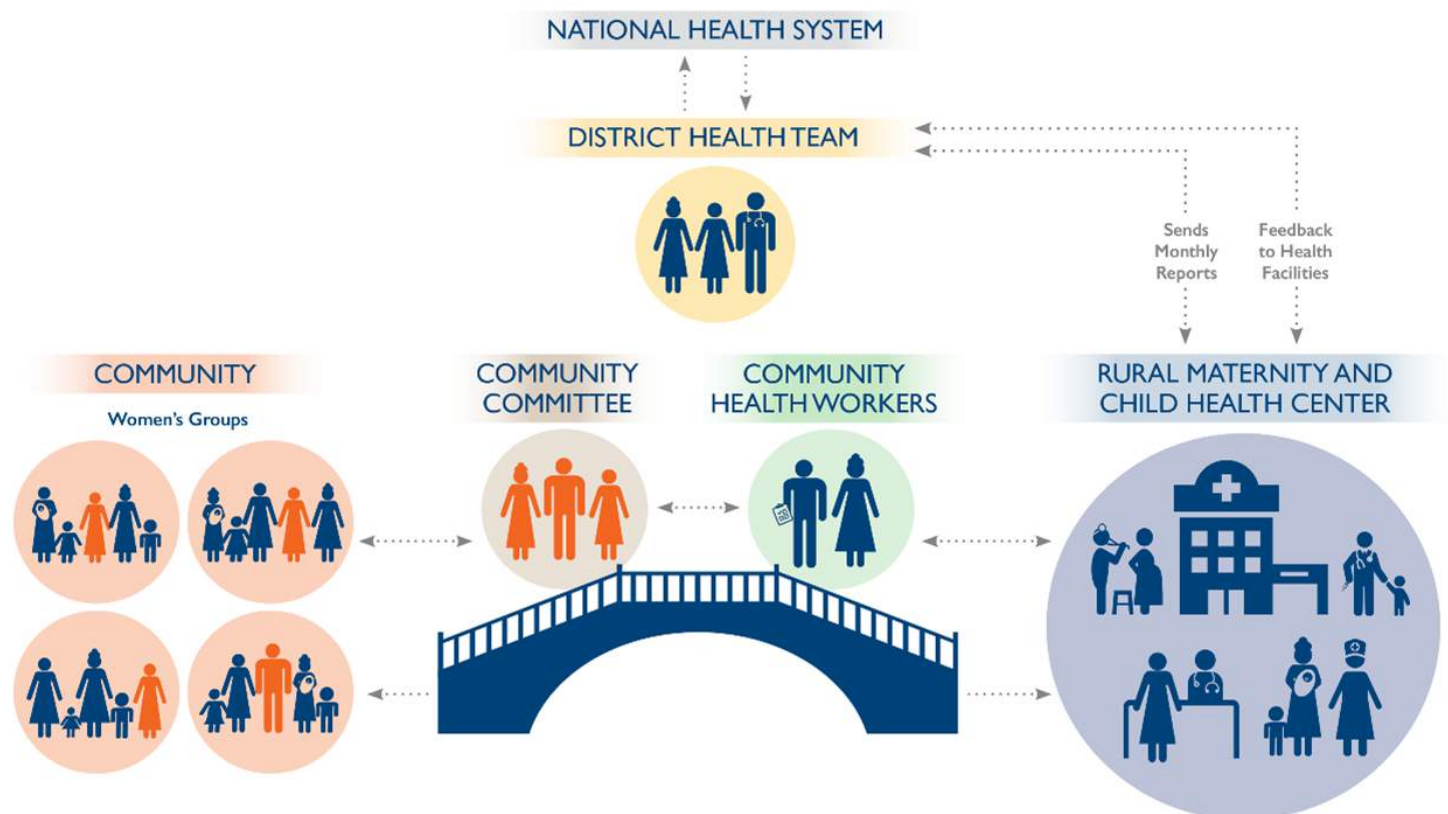 NATIONAL HEALTH SYSTEM
DISTRICT HEALTH TEAM
Sends
Monthly
Reports
Feedback
to Health
Facilities
COMMUNITY
Women's Groups
COMMUNITY
COMMITTEE
COMMUNITY
HEALTH WORKERS
RURAL MATERNITY AND
CHILD HEALTH CENTER